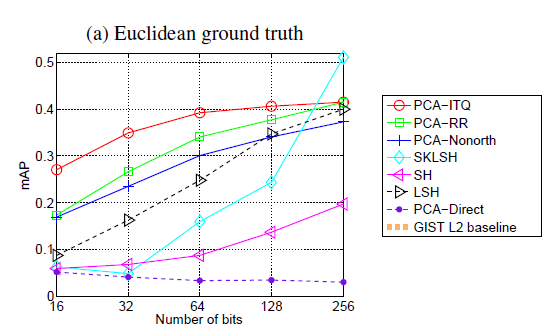 (a) Euclidean ground truth
0.5
0.4
0.3
0.2
0.1
0
mAP
16
32
64
128
256
Number of bits
PCA−ITQ
PCA−RR
PCA−Nonorth
SKLSH
SH
LSH
PCA−Direct
GIST L2 baseline